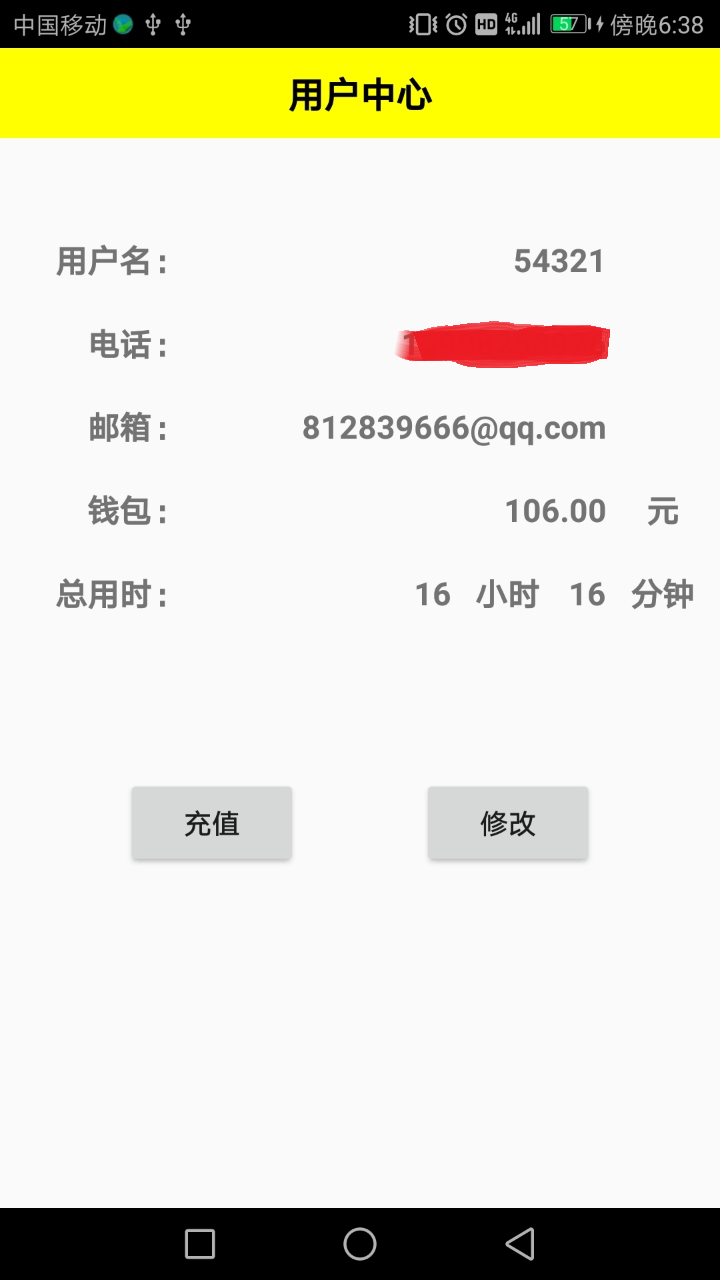 中国移动 HD 4G 57 傍晚6:38
用户中心
用户名: 54321
电话: 1
邮箱: 812839666@qq.com
钱包: 106.00 元
总用时: 16 小时 16 分钟
充值 修改